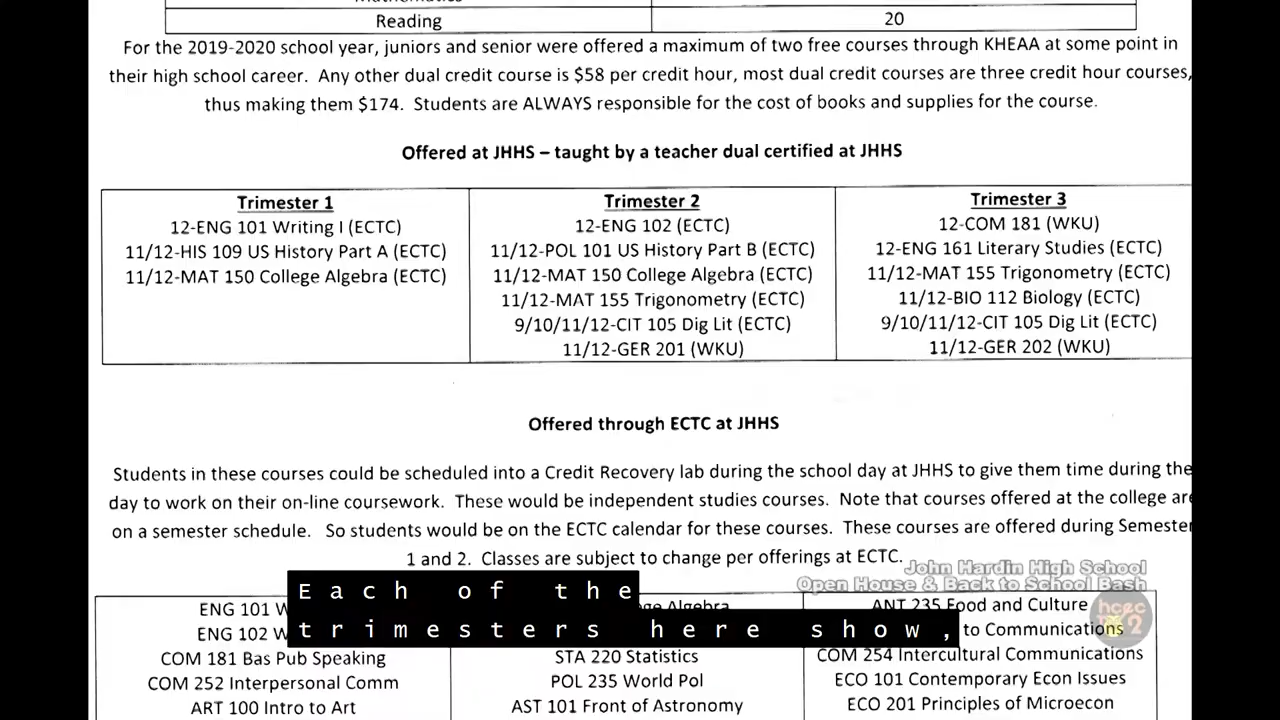 Mathematics
Reading 20
For the 2019-2020 school year, juniors and senior were offered a maximum of two free courses through KHEAA at some point in
their high school career. Any other dual credit course is $58 per credit hour, most dual credit courses are three credit hour courses,
thus making them $174. Students are ALWAYS responsible for the cost of books and supplies for the course.
Offered at JHHS – taught by a teacher dual certified at JHHS
Trimester 1
12-ENG 101 Writing I (ECTC)
11/12-HIS 109 US History Part A (ECTC)
11/12-MAT 150 College Algebra (ECTC)
Trimester 2
12-ENG 102 (ECTC)
11/12-POL 101 US History Part B (ECTC)
11/12-MAT 150 College Algebra (ECTC)
11/12-MAT 155 Trigonometry (ECTC)
9/10/11/12-CIT 105 Dig Lit (ECTC)
11/12-GER 201 (WKU)
Trimester 3
12-COM 181 (WKU)
12-ENG 161 Literary Studies (ECTC)
11/12-MAT 155 Trigonometry (ECTC)
11/12-BIO 112 Biology (ECTC)
9/10/11/12-CIT 105 Dig Lit (ECTC)
11/12-GER 202 (WKU)
Offered through ECTC at JHHS
Students in these courses could be scheduled into a Credit Recovery lab during the school day at JHHS to give them time during the
day to work on their on-line coursework. These would be independent studies courses. Note that courses offered at the college are
on a semester schedule. So students would be on the ECTC calendar for these courses. These courses are offered during Semester
1 and 2. Classes are subject to change per offerings at ECTC.
John Hardin High School
Open House & Back to School Bash
hcec
2
Each of the
trimesters here show,
ENG 101 W
ENG 102 W
COM 181 Bas Pub Speaking
COM 252 Interpersonal Comm
ART 100 Intro to Art
Algebra
STA 220 Statistics
POL 235 World Pol
AST 101 Front of Astronomy
ANT 235 Food and Culture
to Communications
COM 254 Intercultural Communications
ECO 101 Contemporary Econ Issues
ECO 201 Principles of Microecon